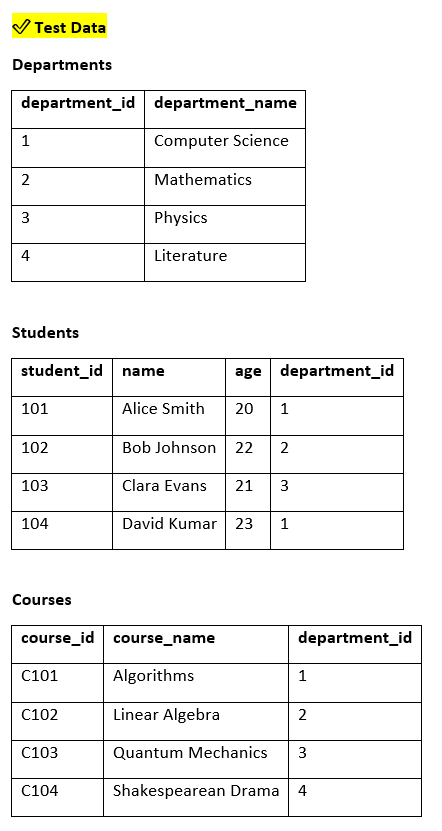 ✓ Test Data
Departments
department_id department_name
1 Computer Science
2 Mathematics
3 Physics
4 Literature
Students
student_id name age department_id
101 Alice Smith 20 1
102 Bob Johnson 22 2
103 Clara Evans 21 3
104 David Kumar 23 1
Courses
course_id course_name department_id
C101 Algorithms 1
C102 Linear Algebra 2
C103 Quantum Mechanics 3
C104 Shakespearean Drama 4